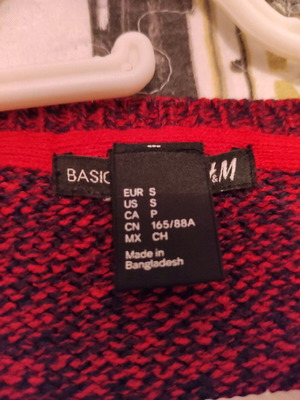 BASIC
H&M
EUR S
US S
CA P
CN 165/88A
MX CH
Made in
Bangladesh